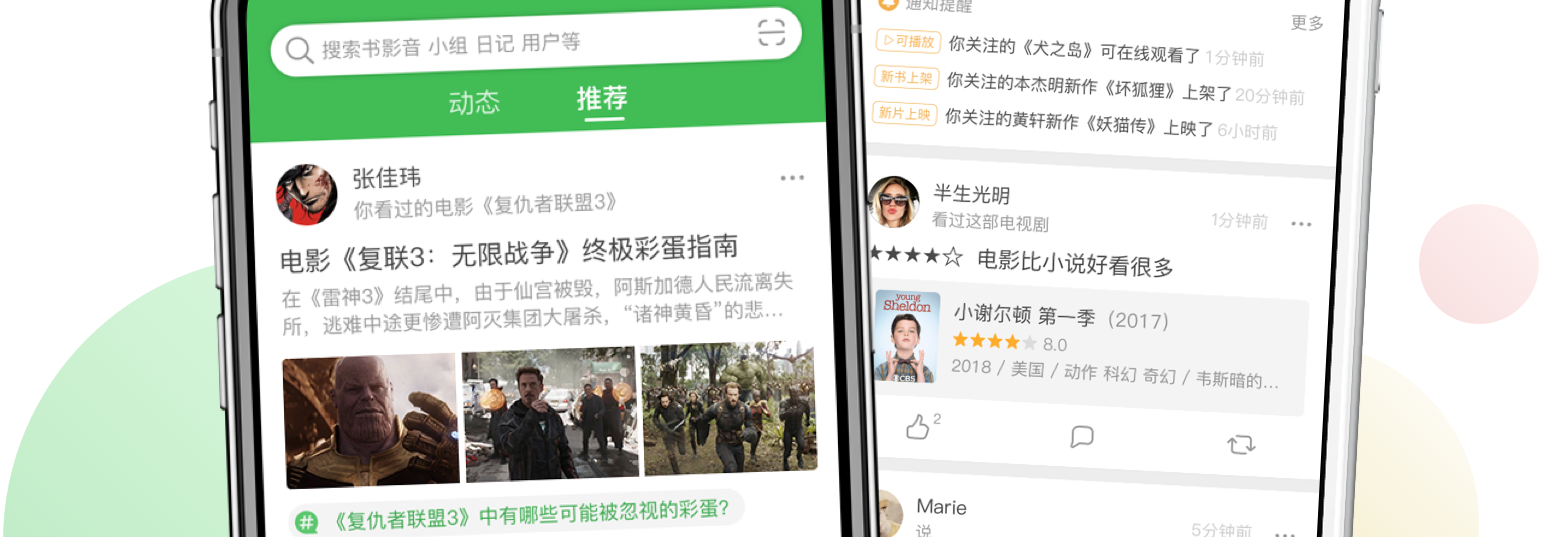 搜索书影音 小组 日记 用户等
动态
推荐
张佳玮
你看过的电影《复仇者联盟3》
电影《复联3：无限战争》终极彩蛋指南
在《雷神3》结尾中，由于仙宫被毁，阿斯加德人民流离失
所，逃难中途更惨遭阿灭集团大屠杀，“诸神黄昏”的悲...
#《复仇者联盟3》中有哪些可能被忽视的彩蛋?
通知提醒
更多
可播放 你关注的《犬之岛》可在线观看了 1分钟前
新书上架 你关注的本杰明新作《坏狐狸》上架了 20分钟前
新片上映 你关注的黄轩新作《妖猫传》上映了 6小时前
半生光明
看过这部电视剧
1分钟前
★★★★☆ 电影比小说好看很多
young
Sheldon
CBS
小谢尔顿 第一季（2017）
8.0
2018 / 美国 / 动作 科幻 奇幻 / 韦斯暗的...
2
Marie
说
5分钟前